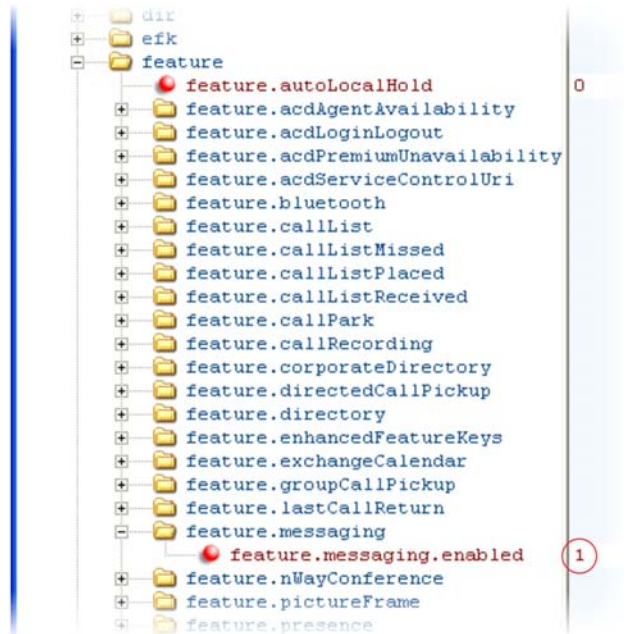 dir
efk
feature
feature.autoLocalHold 0
feature.acdAgentAvailability
feature.acdLoginLogout
feature.acdPremiumUnavailability
feature.acdServiceControlUri
feature.bluetooth
feature.callList
feature.callListMissed
feature.callListPlaced
feature.callListReceived
feature.callPark
feature.callRecording
feature.corporateDirectory
feature.directedCallPickup
feature.directory
feature.enhancedFeatureKeys
feature.exchangeCalendar
feature.groupCallPickup
feature.lastCallReturn
feature.messaging
feature.messaging.enabled 1
feature.nWayConference
feature.pictureFrame
feature.presence